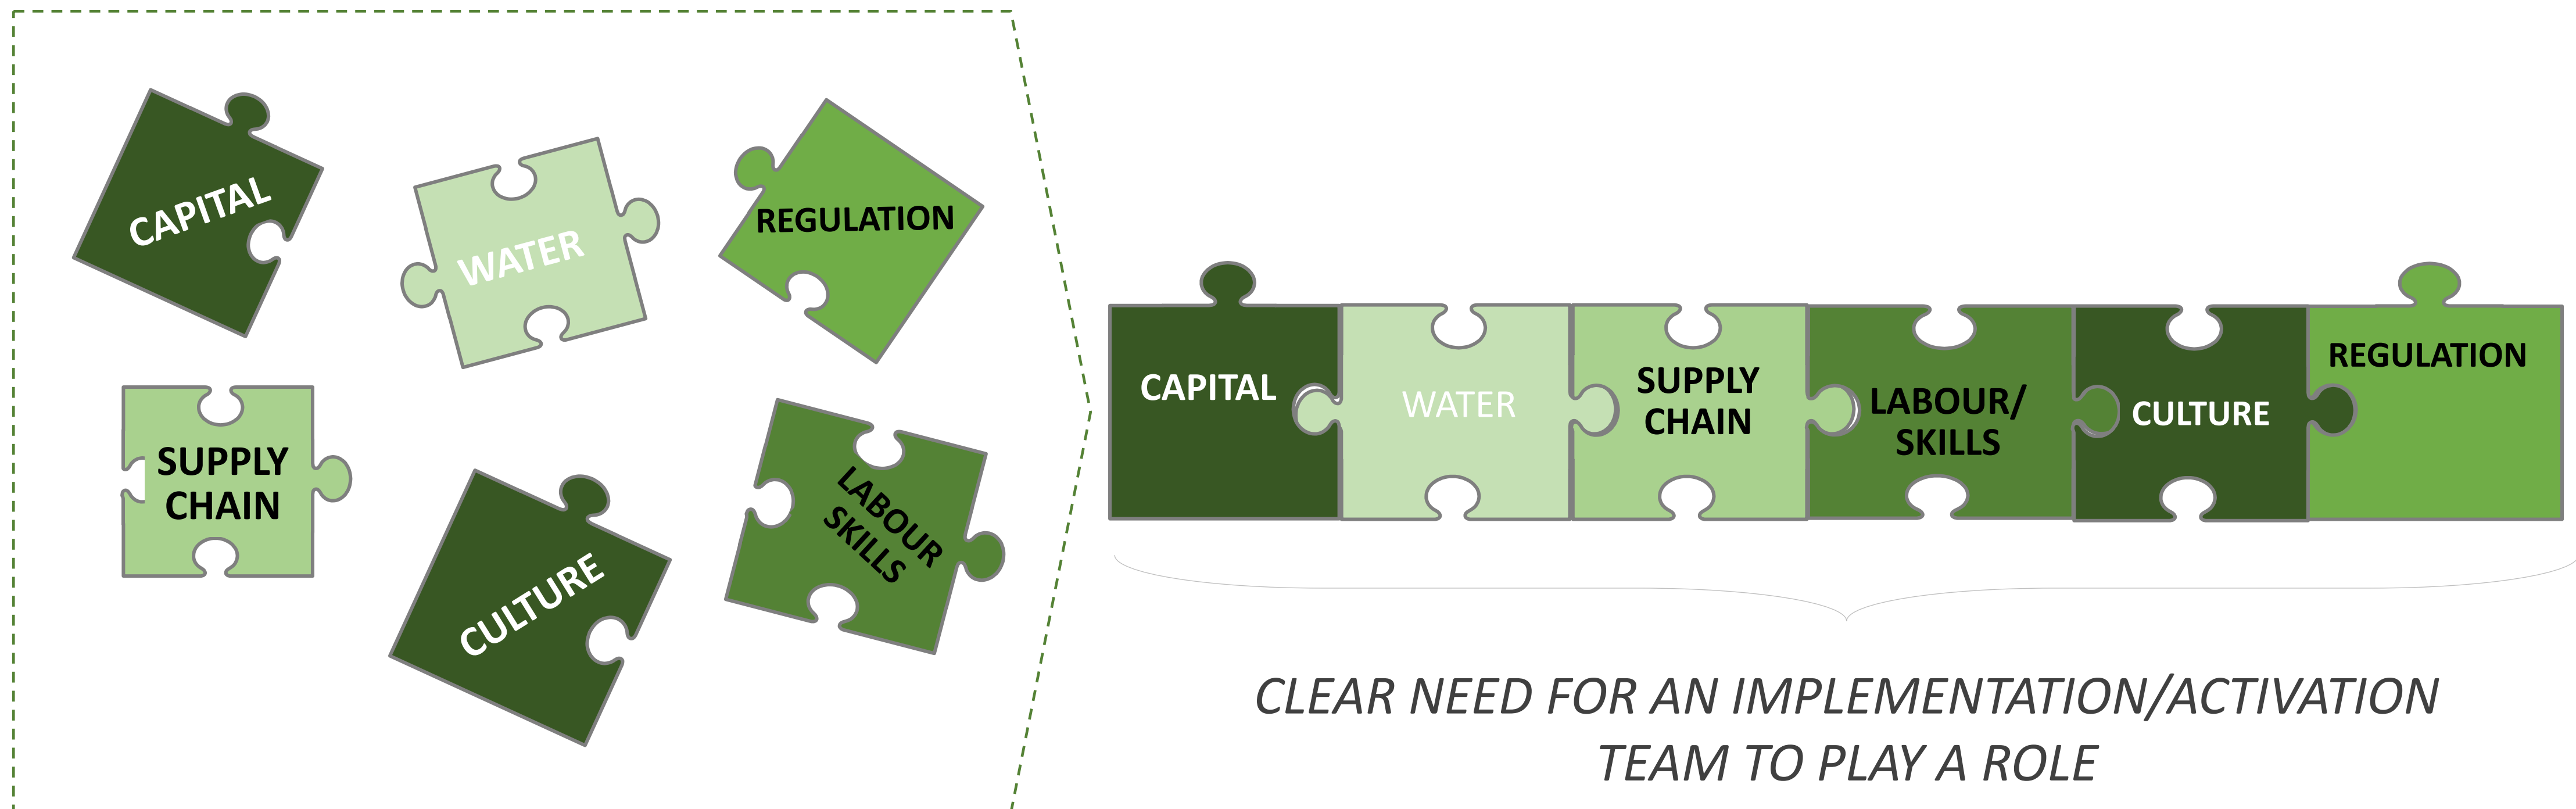 CAPITAL
WATER
REGULATION
SUPPLY
CHAIN
CULTURE
LABOUR
SKILLS
CAPITAL
WATER
SUPPLY
CHAIN
LABOUR/
SKILLS
CULTURE
REGULATION
CLEAR NEED FOR AN IMPLEMENTATION/ACTIVATION
TEAM TO PLAY A ROLE